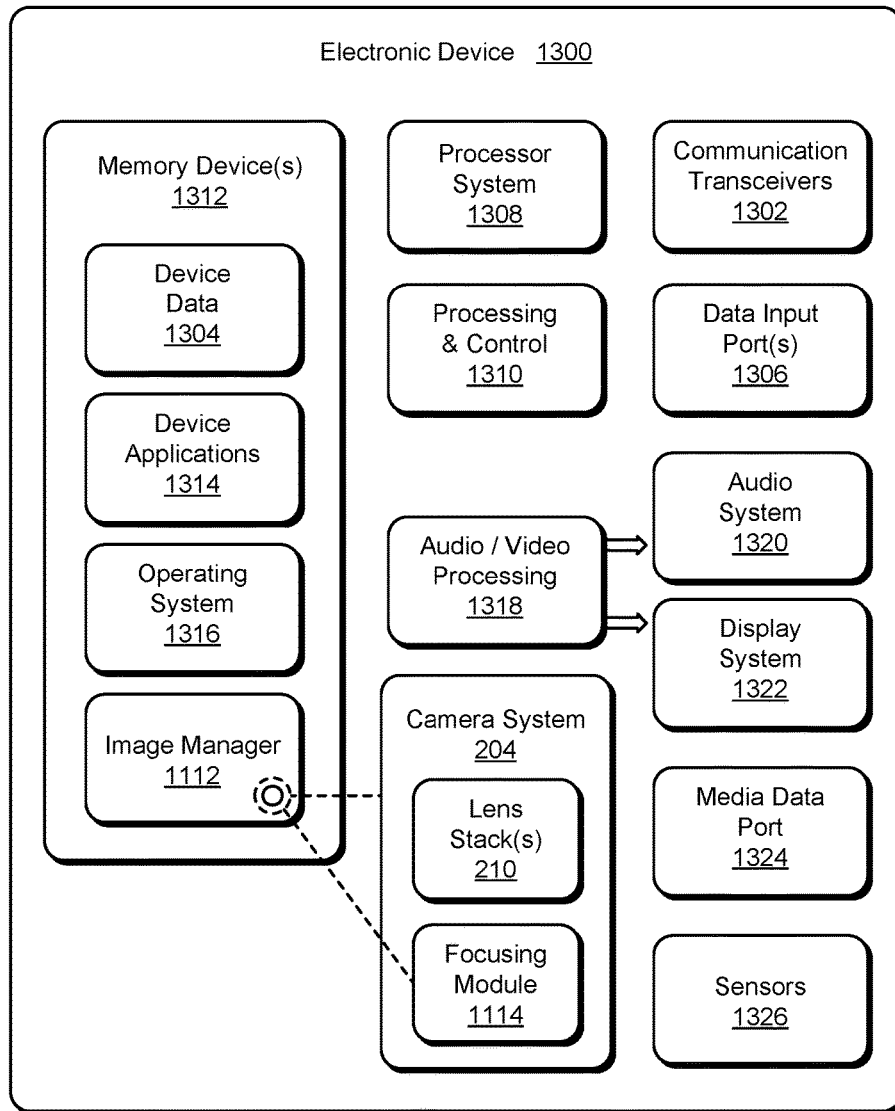 Electronic Device 1300
Memory Device(s)
1312
Device
Data
1304
Device
Applications
1314
Operating
System
1316
Image Manager
1112
Processor
System
1308
Processing
& Control
1310
Audio / Video
Processing
1318
Camera System
204
Lens
Stack(s)
210
Focusing
Module
1114
Communication
Transceivers
1302
Data Input
Port(s)
1306
Audio
System
1320
Display
System
1322
Media Data
Port
1324
Sensors
1326